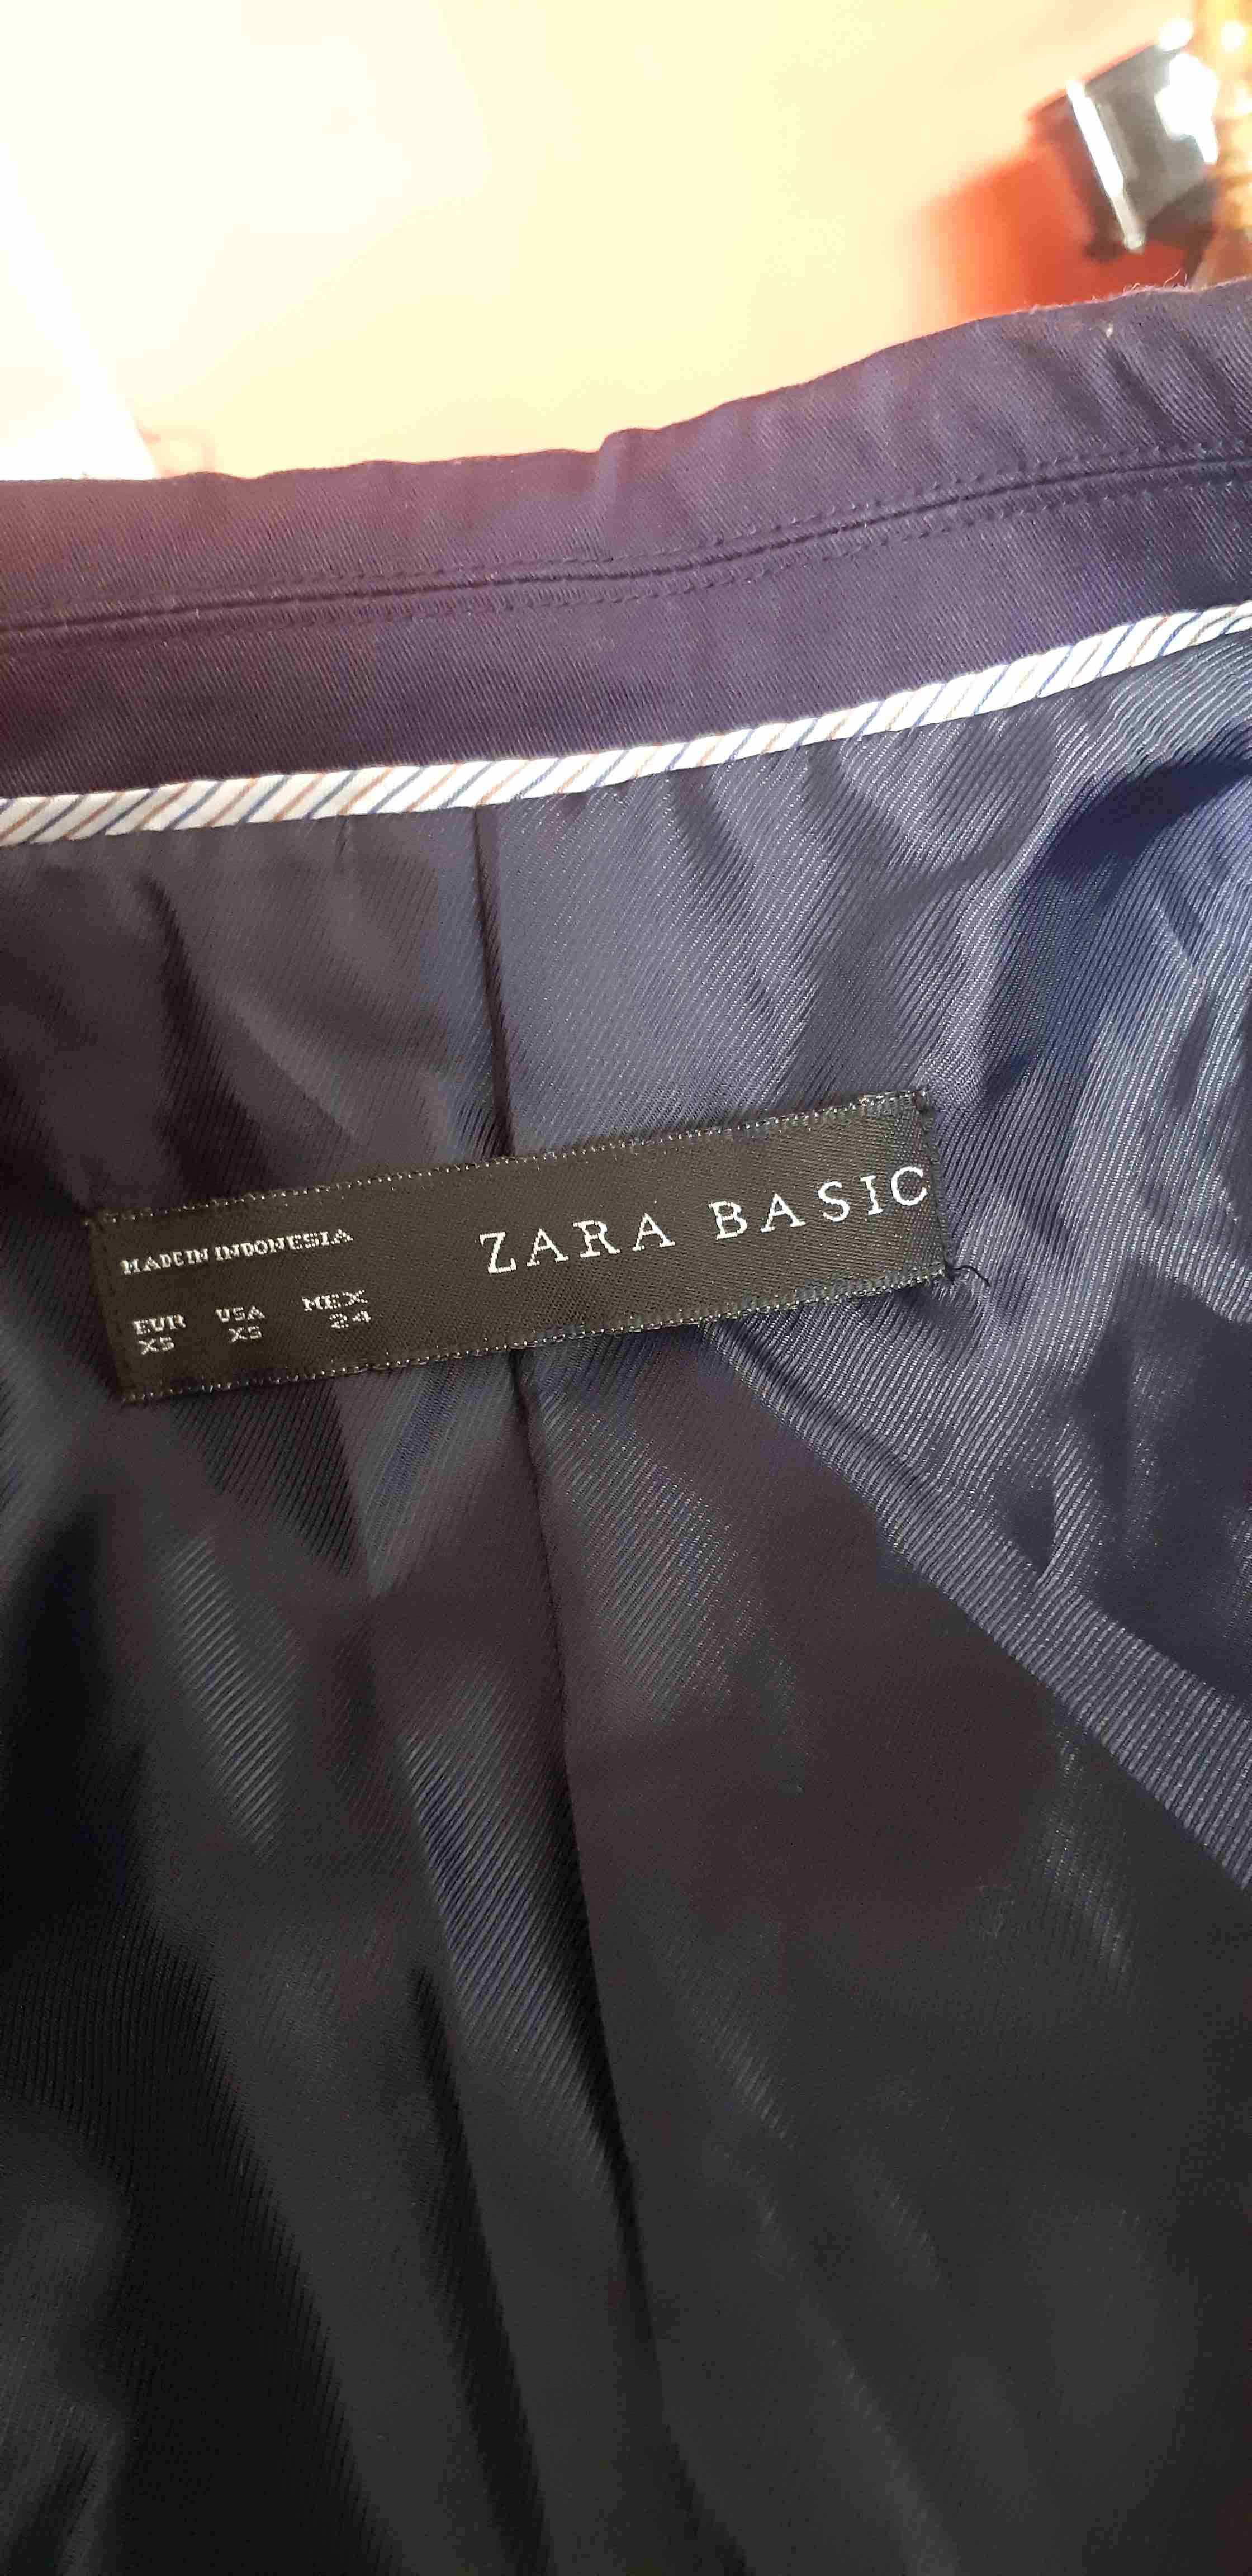 MADE IN INDONESIA
ZARA BASIC
EUR USA MEX
XS XS 24